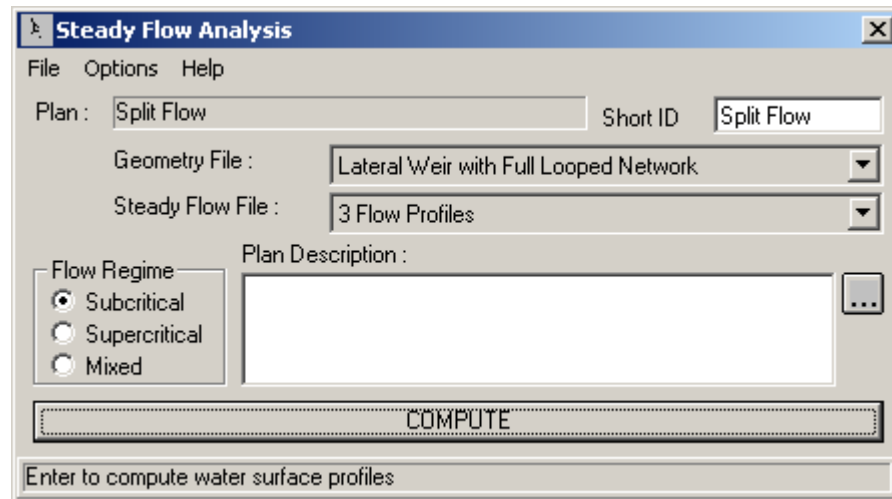 Steady Flow Analysis
File Options Help
Plan : Split Flow Short ID Split Flow
Geometry File : Lateral Weir with Full Looped Network
Steady Flow File : 3 Flow Profiles
Plan Description :
Flow Regime
Subcritical
Supercritical
Mixed
...
COMPUTE
Enter to compute water surface profiles